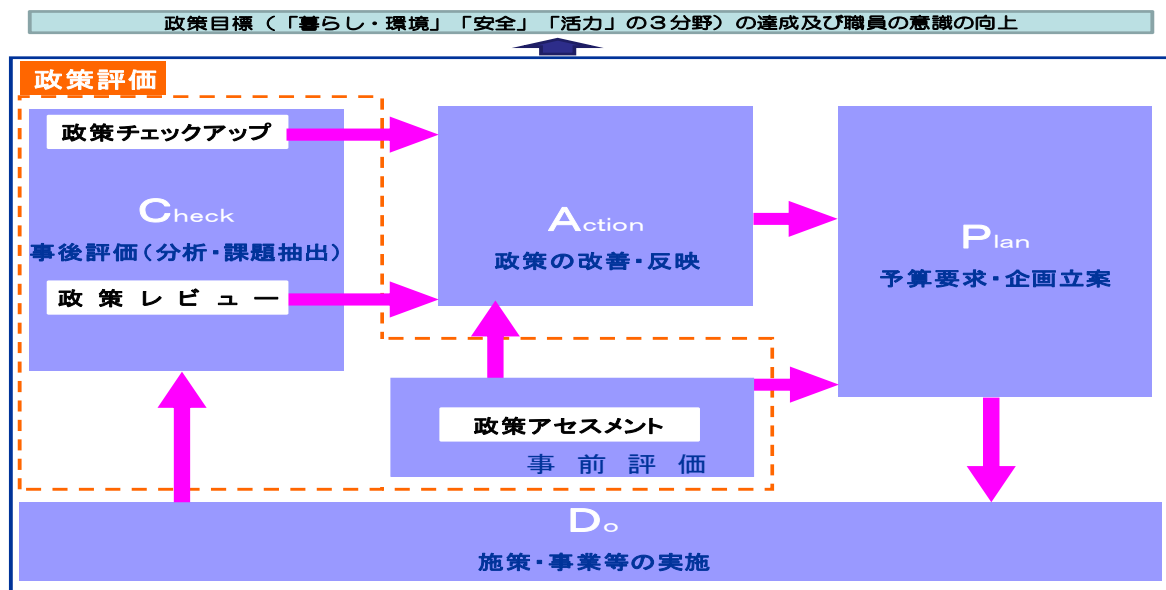 政策目標(「暮らし・環境」「安全」「活力」の3分野)の達成及び職員の意識の向上
政策評価
政策チェックアップ
Check
事後評価(分析・課題抽出)
政策レビュー
Action
政策の改善・反映
Plan
予算要求・企画立案
政策アセスメント
事前評価
Do
施策・事業等の実施